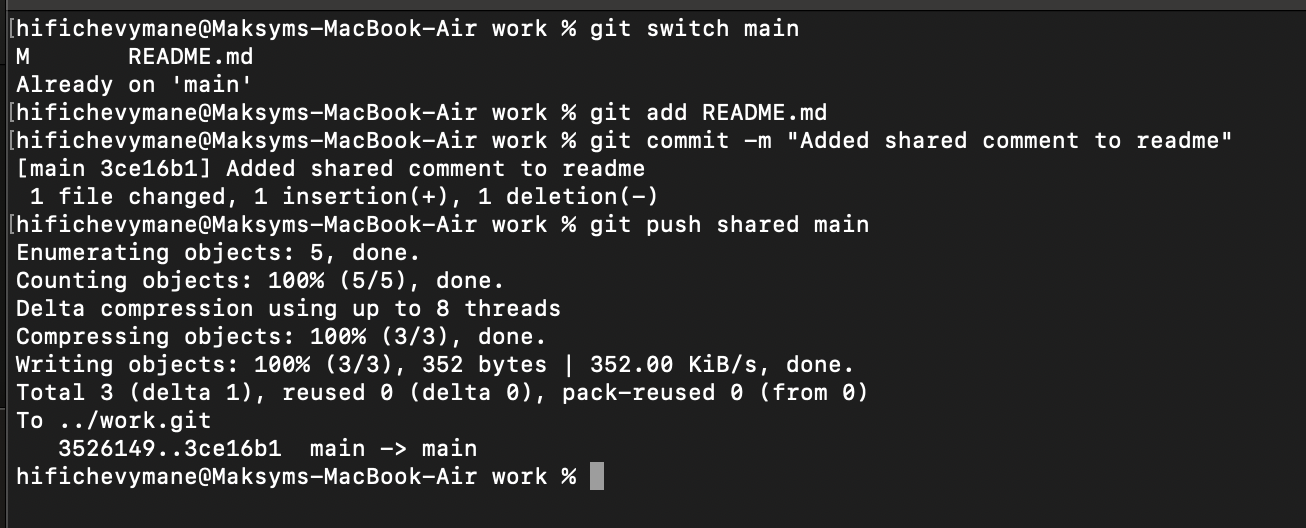 [hifichevymane@Maksyms-MacBook-Air work % git switch main
M       README.md
Already on 'main'
[hifichevymane@Maksyms-MacBook-Air work % git add README.md
[hifichevymane@Maksyms-MacBook-Air work % git commit -m "Added shared comment to readme"
[main 3ce16b1] Added shared comment to readme
 1 file changed, 1 insertion(+), 1 deletion(-)
[hifichevymane@Maksyms-MacBook-Air work % git push shared main
Enumerating objects: 5, done.
Counting objects: 100% (5/5), done.
Delta compression using up to 8 threads
Compressing objects: 100% (3/3), done.
Writing objects: 100% (3/3), 352 bytes | 352.00 KiB/s, done.
Total 3 (delta 1), reused 0 (delta 0), pack-reused 0 (from 0)
To ../work.git
   3526149..3ce16b1  main -> main
hifichevymane@Maksyms-MacBook-Air work %